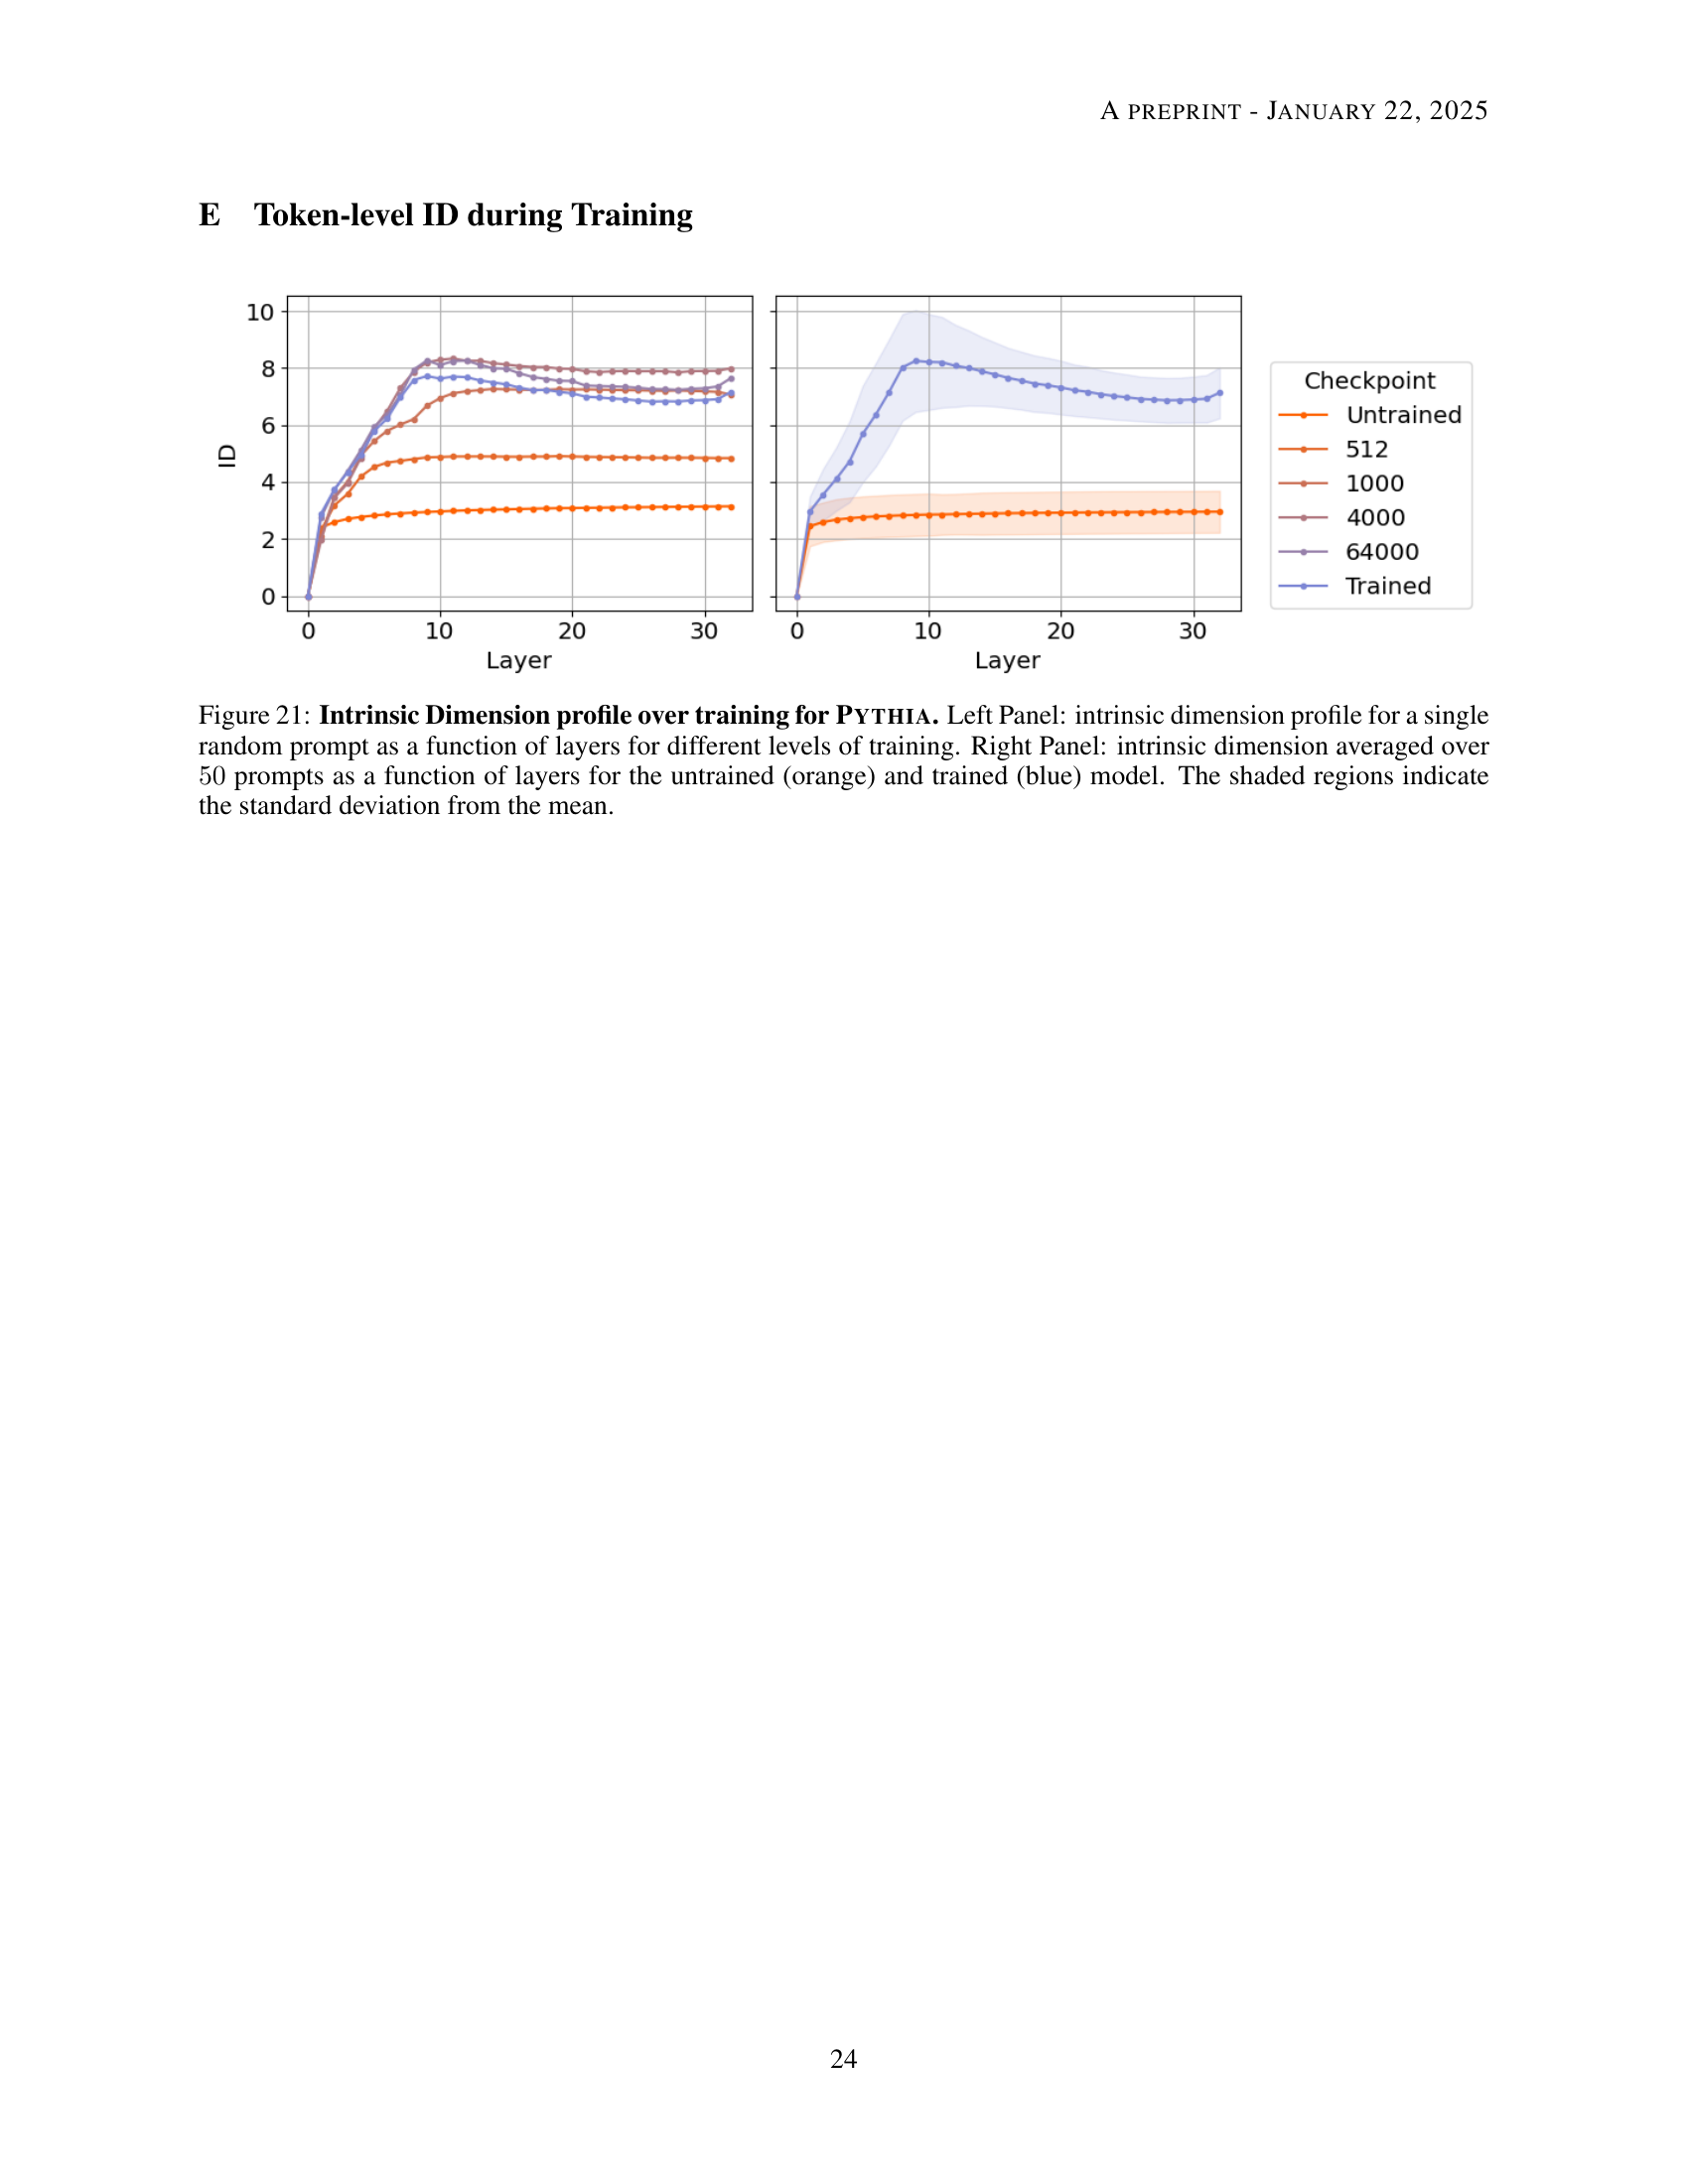 A PREPRINT - JANUARY 22, 2025
E Token-level ID during Training
10
8
6
4
2
0
ID
0 10 20 30
Layer
0 10 20 30
Layer
Checkpoint
Untrained
512
1000
4000
64000
Trained
Figure 21: Intrinsic Dimension profile over training for PYTHIA. Left Panel: intrinsic dimension profile for a single
random prompt as a function of layers for different levels of training. Right Panel: intrinsic dimension averaged over
50 prompts as a function of layers for the untrained (orange) and trained (blue) model. The shaded regions indicate
the standard deviation from the mean.
24